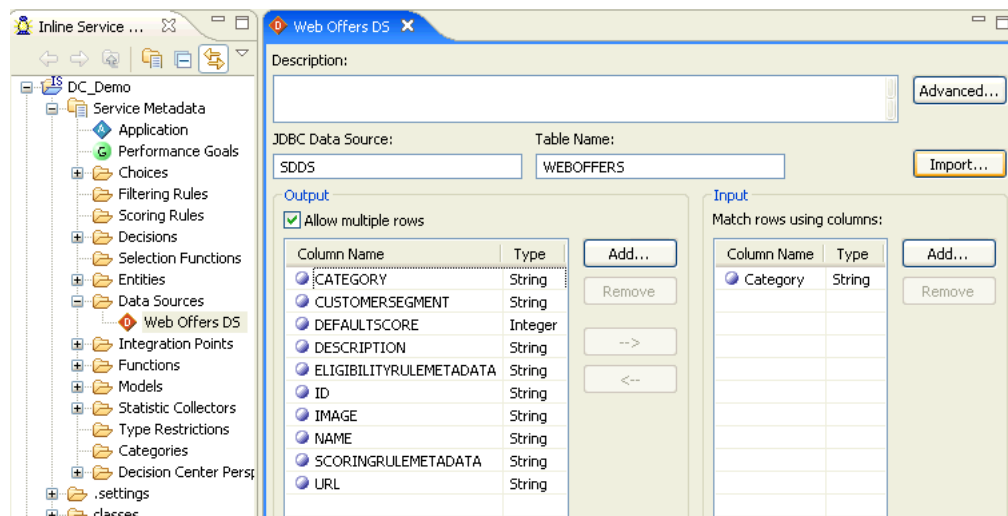 Inline Service ...
DC_Demo
Service Metadata
Application
Performance Goals
Choices
Filtering Rules
Scoring Rules
Decisions
Selection Functions
Entities
Data Sources
Web Offers DS
Integration Points
Functions
Models
Statistic Collectors
Type Restrictions
Categories
Decision Center Persp
.settings
classes
Web Offers DS
Description:
Advanced...
JDBC Data Source: Table Name:
SDDS WEBOFFERS Import...
Output
Allow multiple rows
Column Name Type
CATEGORY String
CUSTOMERSEGMENT String
DEFAULTSCORE Integer
DESCRIPTION String
ELIGIBILITYRULEMETADATA String
ID String
IMAGE String
NAME String
SCORINGRULEMETADATA String
URL String
Add...
Remove
-->
<--
Input
Match rows using columns:
Column Name Type
Category String
Add...
Remove